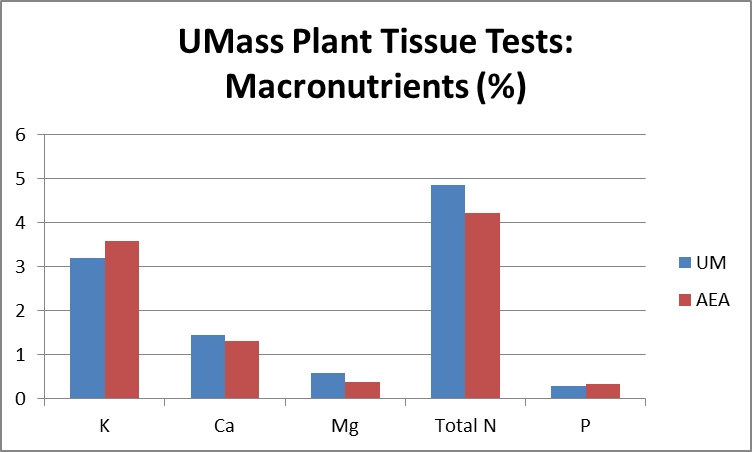 UMass Plant Tissue Tests:
Macronutrients (%)
6
5
4
3
2
1
0
K Ca Mg Total N P
UM
AEA